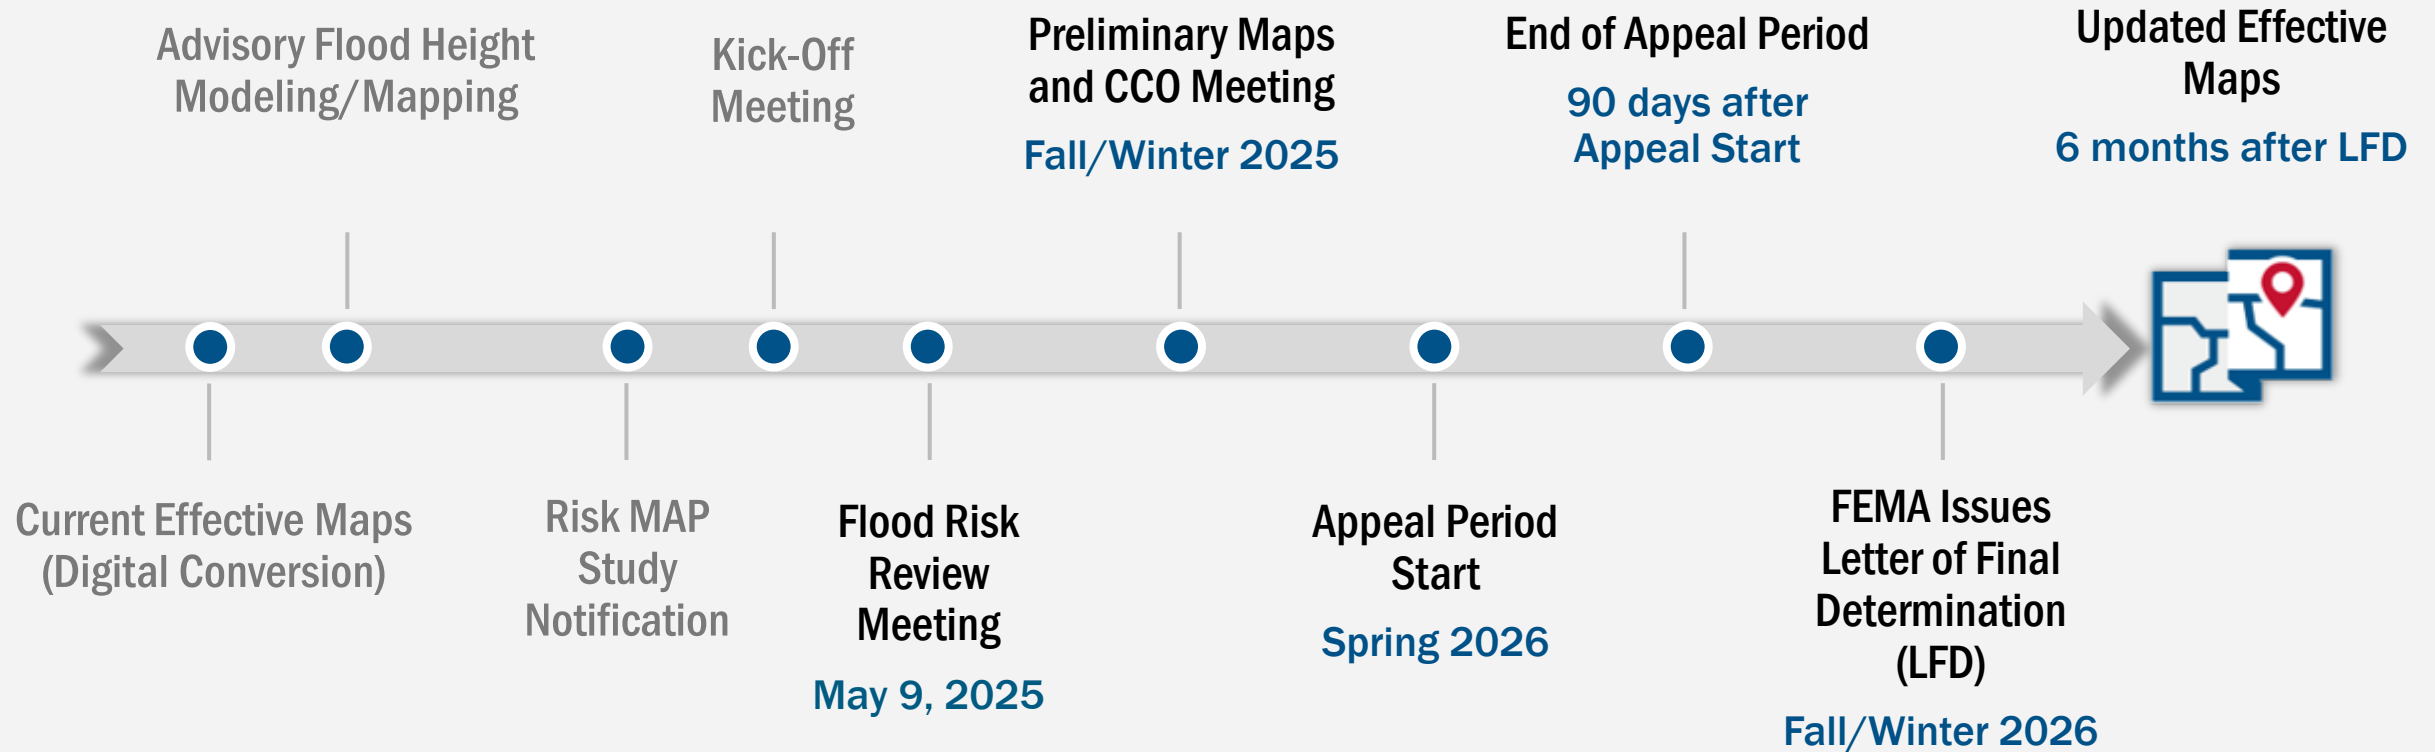 Advisory Flood Height
Modeling/Mapping
Kick-Off
Meeting
Preliminary Maps
and CCO Meeting
Fall/Winter 2025
End of Appeal Period
90 days after
Appeal Start
Updated Effective
Maps
6 months after LFD
Current Effective Maps
(Digital Conversion)
Risk MAP
Study
Notification
Flood Risk
Review
Meeting
May 9, 2025
Appeal Period
Start
Spring 2026
FEMA Issues
Letter of Final
Determination
(LFD)
Fall/Winter 2026